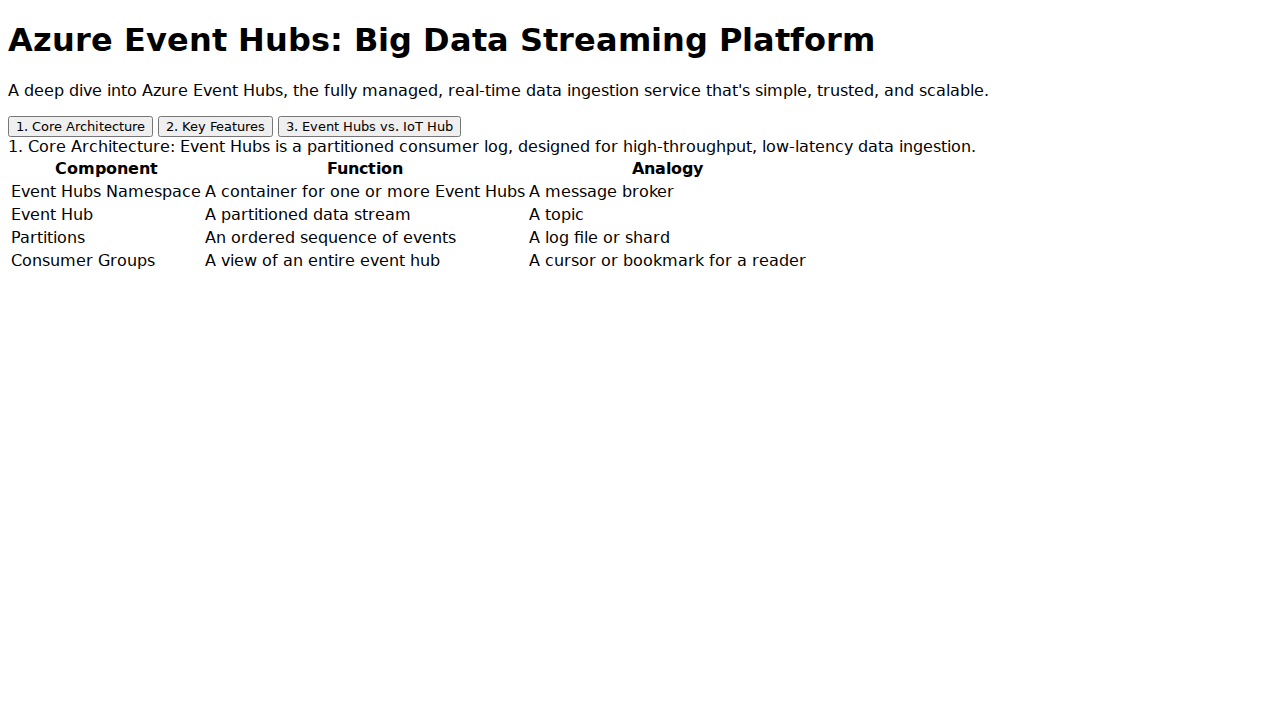 Azure Event Hubs: Big Data Streaming Platform
A deep dive into Azure Event Hubs, the fully managed, real-time data ingestion service that's simple, trusted, and scalable.
1. Core Architecture 2. Key Features 3. Event Hubs vs. IoT Hub
1. Core Architecture: Event Hubs is a partitioned consumer log, designed for high-throughput, low-latency data ingestion.
Component Function Analogy
Event Hubs Namespace A container for one or more Event Hubs A message broker
Event Hub A partitioned data stream A topic
Partitions An ordered sequence of events A log file or shard
Consumer Groups A view of an entire event hub A cursor or bookmark for a reader